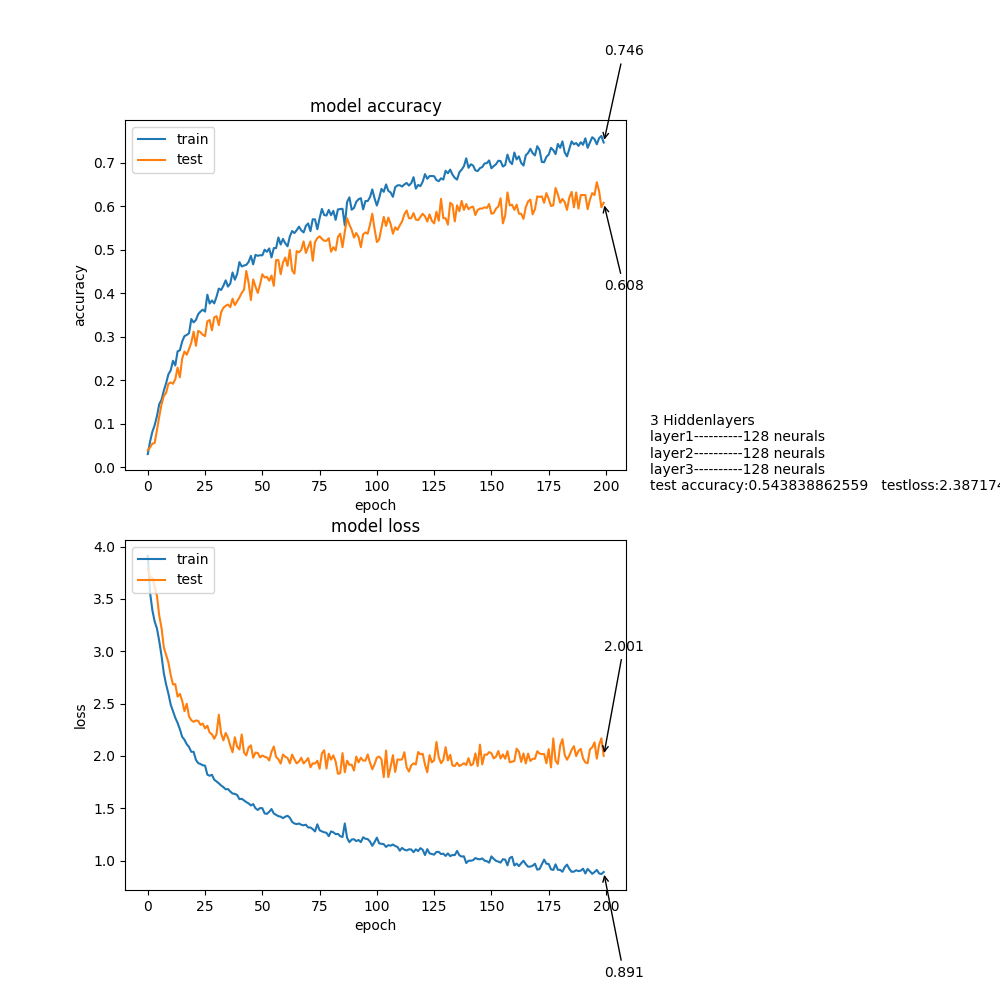 0.746
model accuracy
train
test
0.7
0.6
0.5
0.4
0.3
0.2
0.1
0.0
accuracy
0.608
0 25 50 75 100 125 150 175 200
epoch
3 Hiddenlayers
layer1----------128 neurals
layer2----------128 neurals
layer3----------128 neurals
test accuracy:0.543838862559 testloss:2.387174
model loss
train
test
4.0
3.5
3.0
2.5
2.0
1.5
1.0
loss
2.001
0 25 50 75 100 125 150 175 200
epoch
0.891